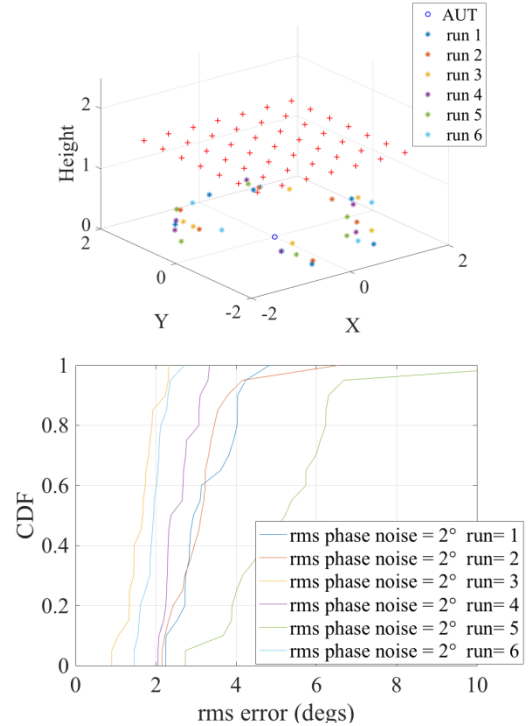 AUT
run 1
run 2
run 3
run 4
run 5
run 6
Height
2
1
0
2
0
-2
Y
-2
0
2
X
1
0.8
0.6
0.4
0.2
0
CDF
rms phase noise = 2° run= 1
rms phase noise = 2° run= 2
rms phase noise = 2° run= 3
rms phase noise = 2° run= 4
rms phase noise = 2° run= 5
rms phase noise = 2° run= 6
0 2 4 6 8 10
rms error (degs)